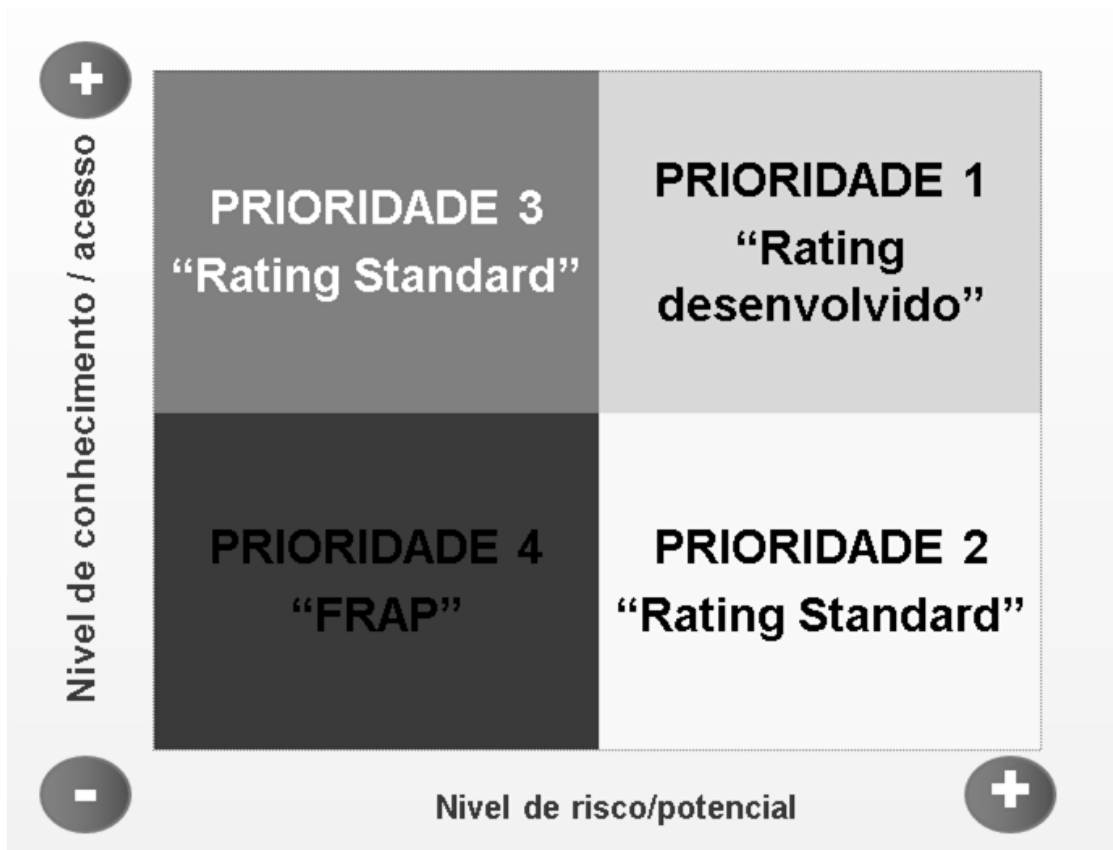 +
Nivel de conhecimento / acesso
PRIORIDADE 3
“Rating Standard”
PRIORIDADE 1
“Rating
desenvolvido”
PRIORIDADE 4
“FRAP”
PRIORIDADE 2
“Rating Standard”
-
Nivel de risco/potencial
+